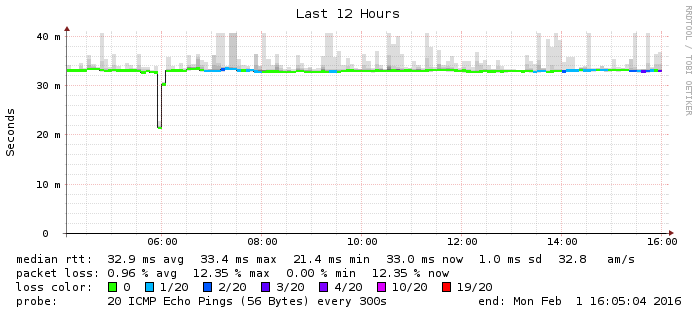 Last 12 Hours
RRDTOOL / TOBI OETIKER
Seconds
40 m
30 m
20 m
10 m
0
06:00 08:00 10:00 12:00 14:00 16:00
median rtt: 32.9 ms avg 33.4 ms max 21.4 ms min 33.0 ms now 1.0 ms sd 32.8 am/s
packet loss: 0.96 % avg 12.35 % max 0.00 % min 12.35 % now
loss color: 0 1/20 2/20 3/20 4/20 10/20 19/20
probe: 20 ICMP Echo Pings (56 Bytes) every 300s end: Mon Feb 1 16:05:04 2016